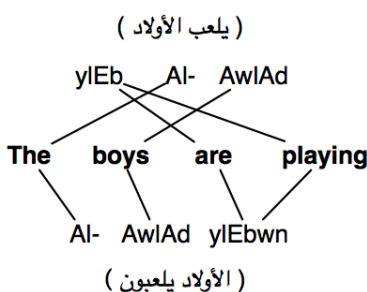 ( يلعب الأولاد )
ylEb Al- AwlAd
The boys are playing
Al- AwlAd ylEbwn
( الأولاد يلعبون )